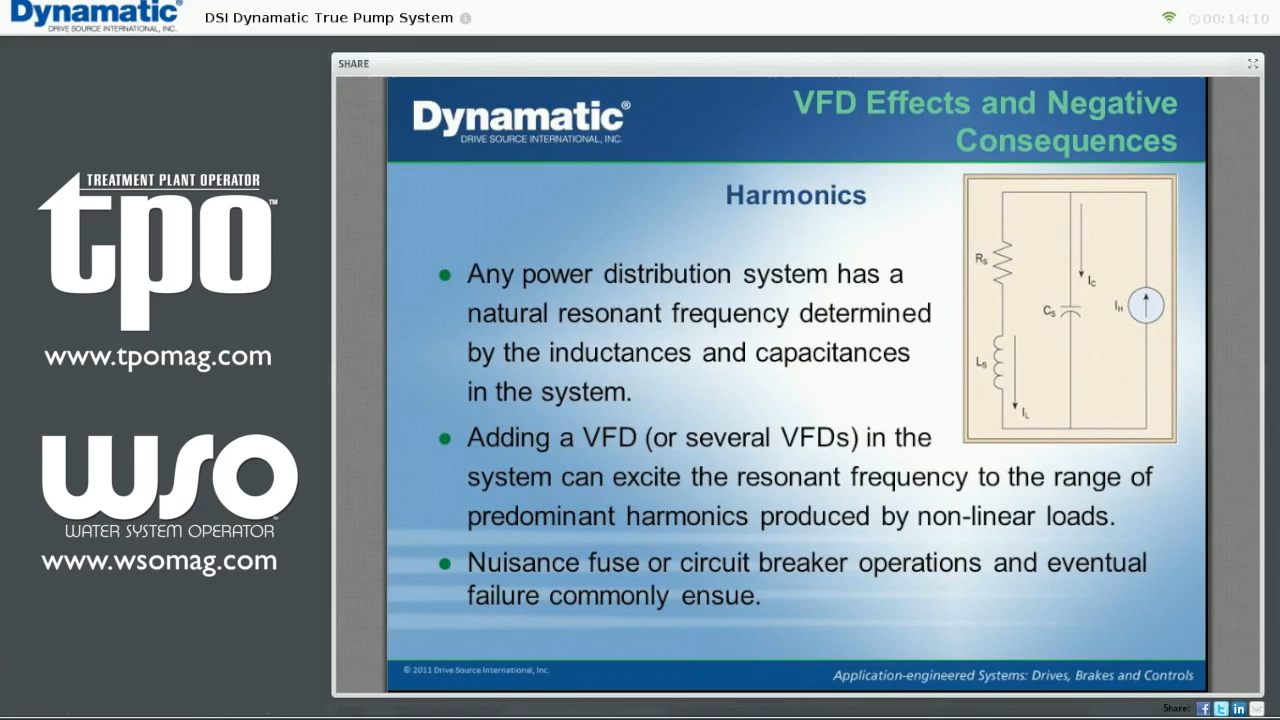 Dynamatic®
DRIVE SOURCE INTERNATIONAL, INC.
DSI Dynamatic True Pump System
00:14:10
SHARE
TREATMENT PLANT OPERATOR
tpo™
www.tpomag.com
wso
WATER SYSTEM OPERATOR
www.wsomag.com
Dynamatic®
DRIVE SOURCE INTERNATIONAL, INC.
VFD Effects and Negative
Consequences
Harmonics
Any power distribution system has a
natural resonant frequency determined
by the inductances and capacitances
in the system.
Adding a VFD (or several VFDs) in the
system can excite the resonant frequency to the range of
predominant harmonics produced by non-linear loads.
Nuisance fuse or circuit breaker operations and eventual
failure commonly ensue.
RS
IC
CS
IH
LS
IL
© 2011 Drive Source International, Inc.
Application-engineered Systems: Drives, Brakes and Controls
Share: